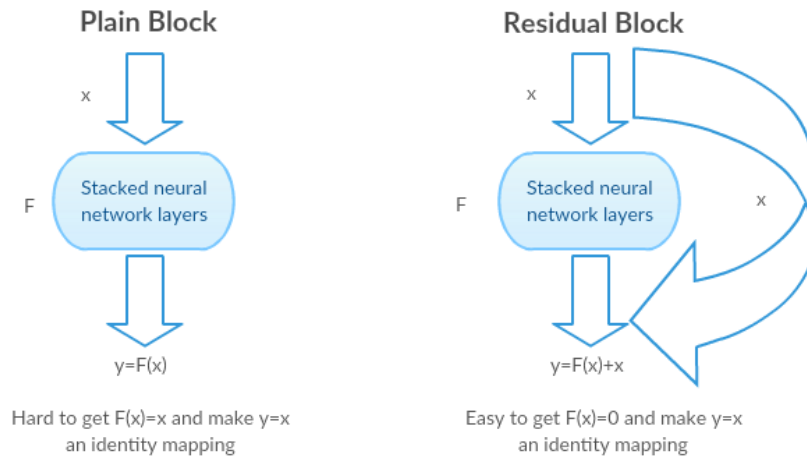 Plain Block
x
F
Stacked neural
network layers
y=F(x)
Hard to get F(x)=x and make y=x
an identity mapping
Residual Block
x
F
Stacked neural
network layers
x
y=F(x)+x
Easy to get F(x)=0 and make y=x
an identity mapping